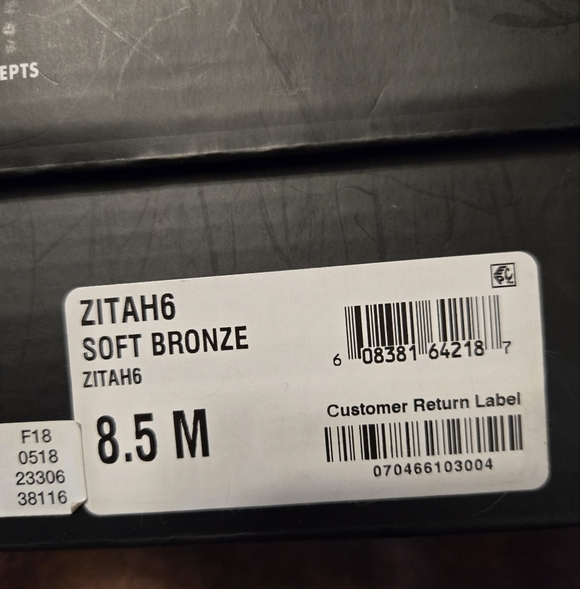 EPTS
ZITAH6
SOFT BRONZE
ZITAH6
8.5 M
6 08381 64218 7
Customer Return Label
070466103004
F18
0518
23306
38116